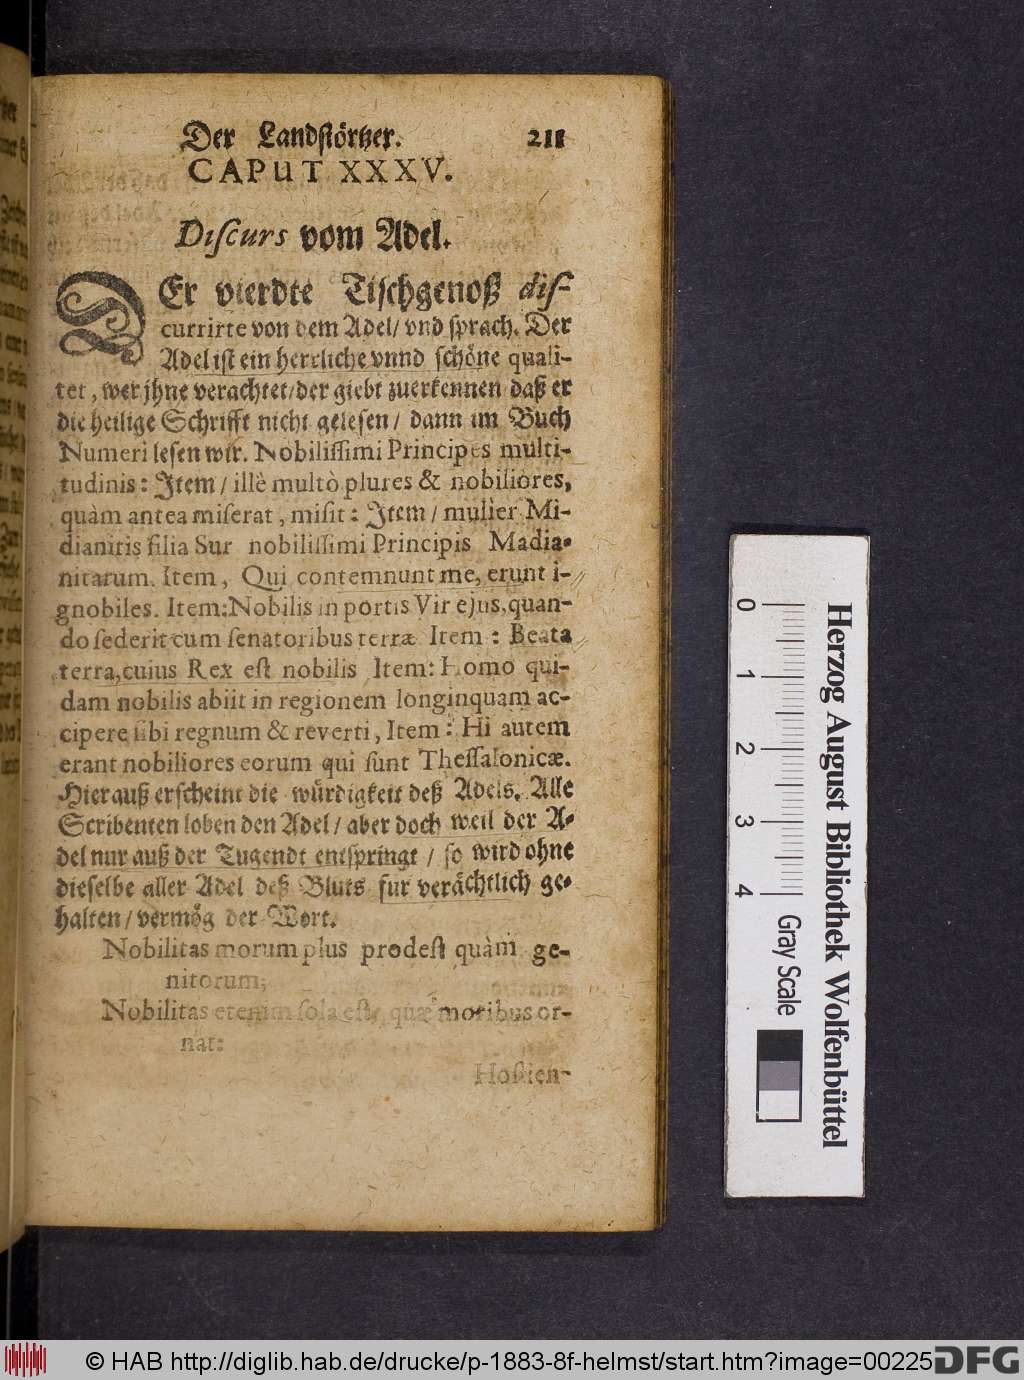 Der Landſtörtzer. 211
CAPUT XXXV.
Diſcurs vom Adel.
DEr vierdte Tiſchgenoß diſ-
currirte von dem Adel/ vnd ſprach. Der
Adel iſt ein herrliche vnnd ſchöne quali-
tet, wer jhne verachtet/der giebt zuerkennen daß er
die heilige Schrifft nicht geleſen/ dann im Buch
Numeri leſen wir. Nobiliſſimi Principes multi-
tudinis: Jtem/ illè multò plures & nobiliores,
quàm antea miſerat, miſit: Jtem/ mulier Mi-
dianitis filia Sur nobiliſſimi Principis Madia-
nitarum. Item, Qui contemnunt me, erunt i-
gnobiles. Item: Nobilis in portis Vir ejus, quan-
do ſederit cum ſenatoribus terræ Item: Beata
terra, cuius Rex eſt nobilis Item: Homo qui-
dam nobilis abiit in regionem longinquam ac-
cipere ſibi regnum & reverti, Item: Hi autem
erant nobiliores eorum qui ſunt Theſſalonicæ.
Hierauß erſcheint die würdigkeit deß Adels. Alle
Scribenten loben den Adel/ aber doch weil der A-
del nur auß der Tugendt entſpringt/ ſo wird ohne
dieſelbe aller Adel deß Bluts fur verächtlich ge-
halten/ vermög der Wort.
Nobilitas morum plus prodeſt quàm ge-
nitorum;
Nobilitas etenim ſola eſt, quæ moribus or-
nat:
Hoſtien-
0 1 2 3 4
Gray Scale
Herzog August Bibliothek Wolfenbüttel
© HAB http://diglib.hab.de/drucke/p-1883-8f-helmst/start.htm?image=00225
DFG